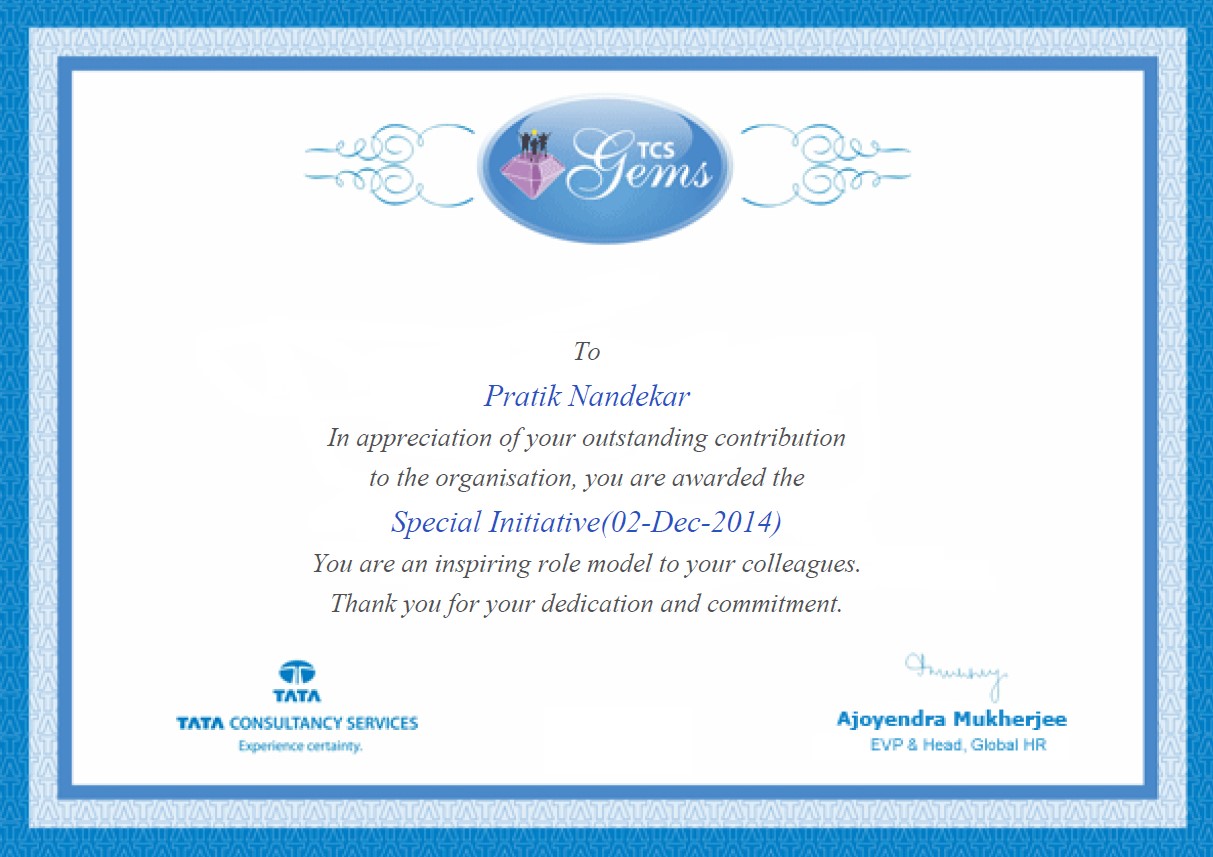 TCS
Gems
To
Pratik Nandekar
In appreciation of your outstanding contribution
to the organisation, you are awarded the
Special Initiative(02-Dec-2014)
You are an inspiring role model to your colleagues.
Thank you for your dedication and commitment.
TATA
TATA CONSULTANCY SERVICES
Experience certainty.
Ajoyendra Mukherjee
EVP & Head, Global HR